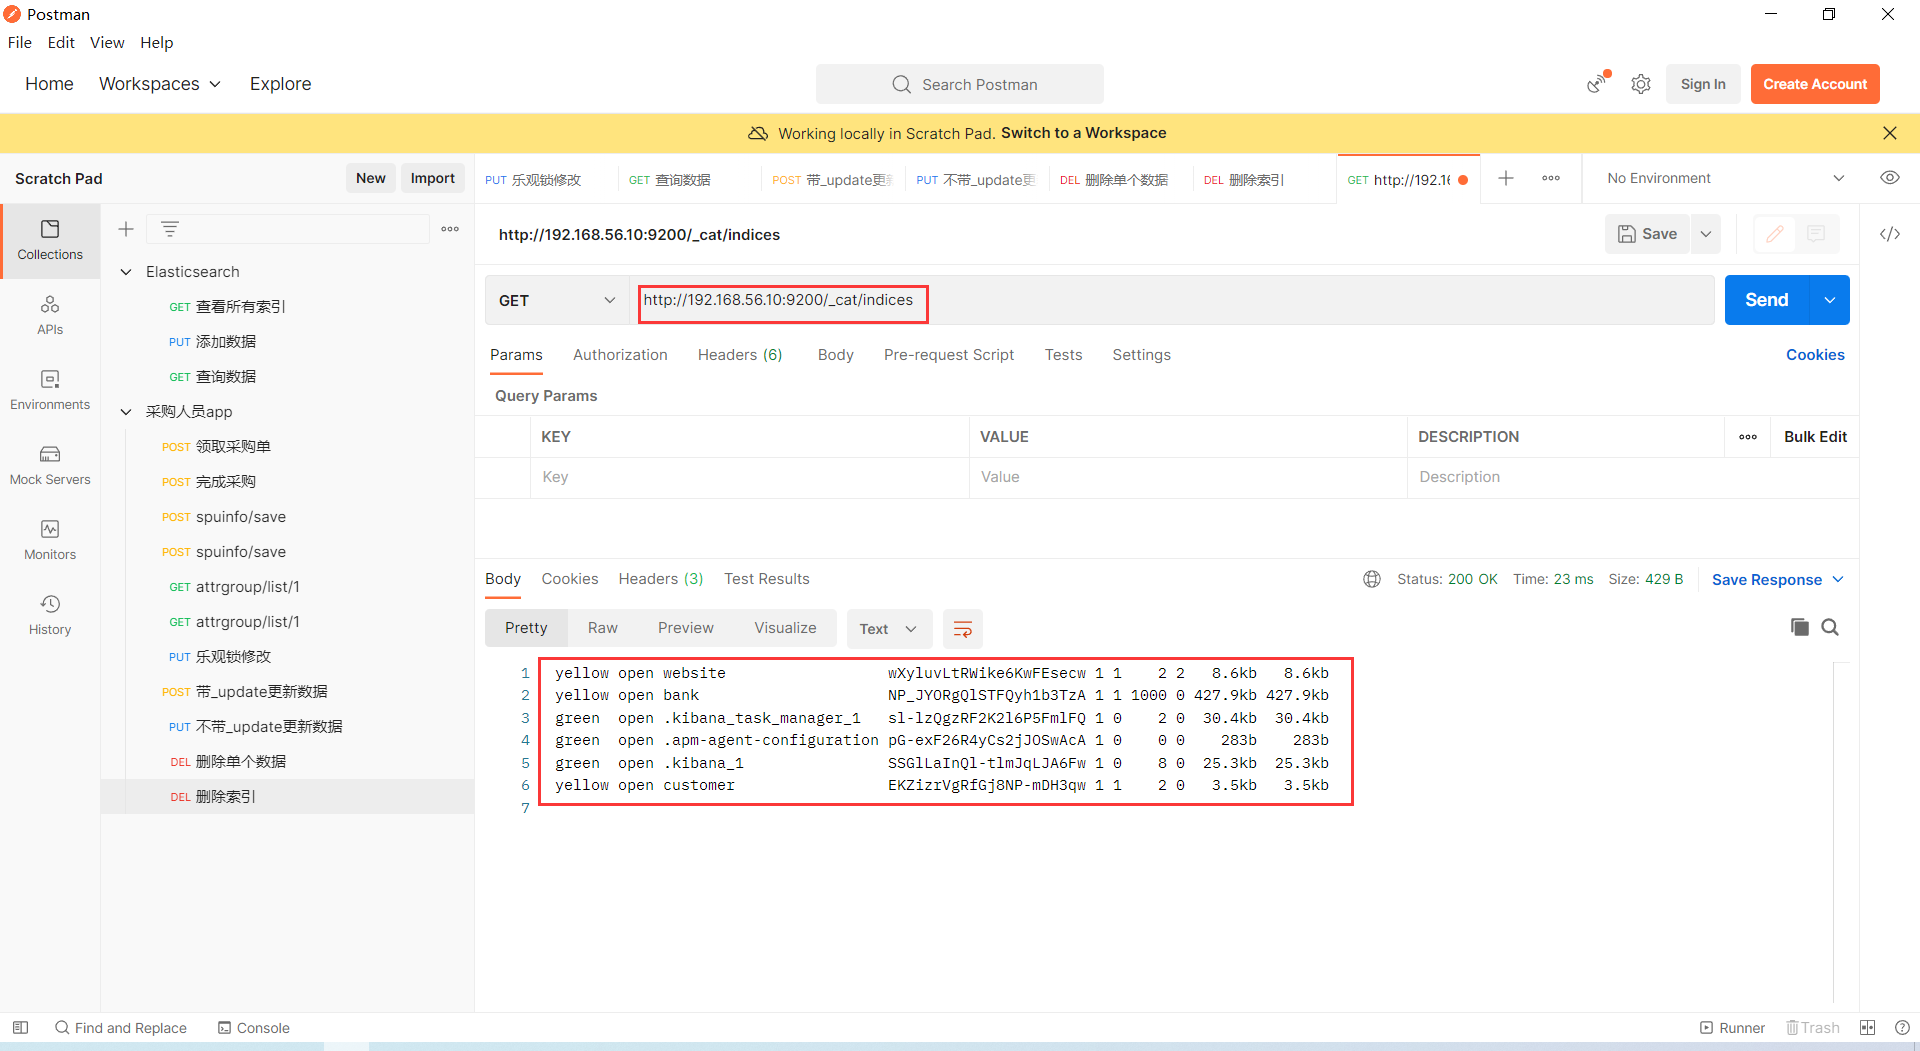 Postman
File Edit View Help
Home Workspaces Explore
Search Postman
Sign In
Create Account
Working locally in Scratch Pad. Switch to a Workspace
Scratch Pad
New
Import
PUT 乐观锁修改
GET 查询数据
POST 带_update更新
PUT 不带_update更
DEL 删除单个数据
DEL 删除索引
GET http://192.16
No Environment
Collections
APIs
Environments
Mock Servers
Monitors
History
Elasticsearch
GET 查看所有索引
PUT 添加数据
GET 查询数据
采购人员app
POST 领取采购单
POST 完成采购
POST spuinfo/save
POST spuinfo/save
GET attrgroup/list/1
GET attrgroup/list/1
PUT 乐观锁修改
POST 带_update更新数据
PUT 不带_update更新数据
DEL 删除单个数据
DEL 删除索引
http://192.168.56.10:9200/_cat/indices
Save
GET
http://192.168.56.10:9200/_cat/indices
Send
Params Authorization Headers (6) Body Pre-request Script Tests Settings
Cookies
Query Params
KEY VALUE DESCRIPTION
Bulk Edit
Key Value Description
Body Cookies Headers (3) Test Results
Status: 200 OK Time: 23 ms Size: 429 B
Save Response
Pretty Raw Preview Visualize
Text
1 yellow open website wXyluvLtRWike6KwFEsecw 1 1 2 2 8.6kb 8.6kb
2 yellow open bank NP_JYORgQlSTFQyh1b3TzA 1 1 1000 0 427.9kb 427.9kb
3 green open .kibana_task_manager_1 sl-lzQgzRF2K2l6P5FmlFQ 1 0 2 0 30.4kb 30.4kb
4 green open .apm-agent-configuration pG-exF26R4yCs2jJOSwAcA 1 0 0 0 283b 283b
5 green open .kibana_1 SSGlLaInQl-tlmJqLJA6Fw 1 0 8 0 25.3kb 25.3kb
6 yellow open customer EKZizrVgRfGj8NP-mDH3qw 1 1 2 0 3.5kb 3.5kb
7
Find and Replace
Console
Runner
Trash